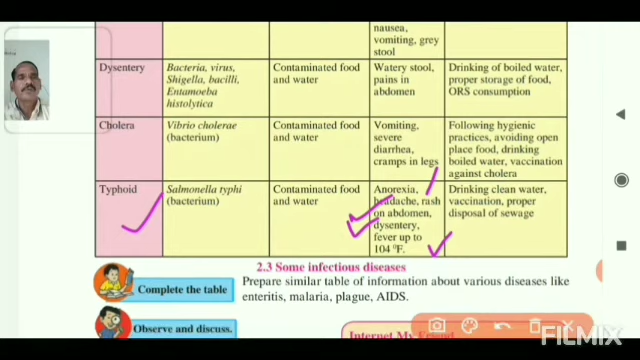 nausea,
vomiting, grey
stool
Dysentery
Bacteria, virus,
Shigella, bacilli,
Entamoeba
histolytica
Contaminated food
and water
Watery stool,
pains in
abdomen
Drinking of boiled water,
proper storage of food,
ORS consumption
Cholera
Vibrio cholerae
(bacterium)
Contaminated food
and water
Vomiting,
severe
diarrhea,
cramps in legs
Following hygienic
practices, avoiding open
place food, drinking
boiled water, vaccination
against cholera
Typhoid
Salmonella typhi
(bacterium)
Contaminated food
and water
Anorexia,
headache, rash
on abdomen,
dysentery,
fever up to
104 ⁰F.
Drinking clean water,
vaccination, proper
disposal of sewage
2.3 Some infectious diseases
Complete the table
Prepare similar table of information about various diseases like
enteritis, malaria, plague, AIDS.
Observe and discuss.
Internet My Friend
FILMIX